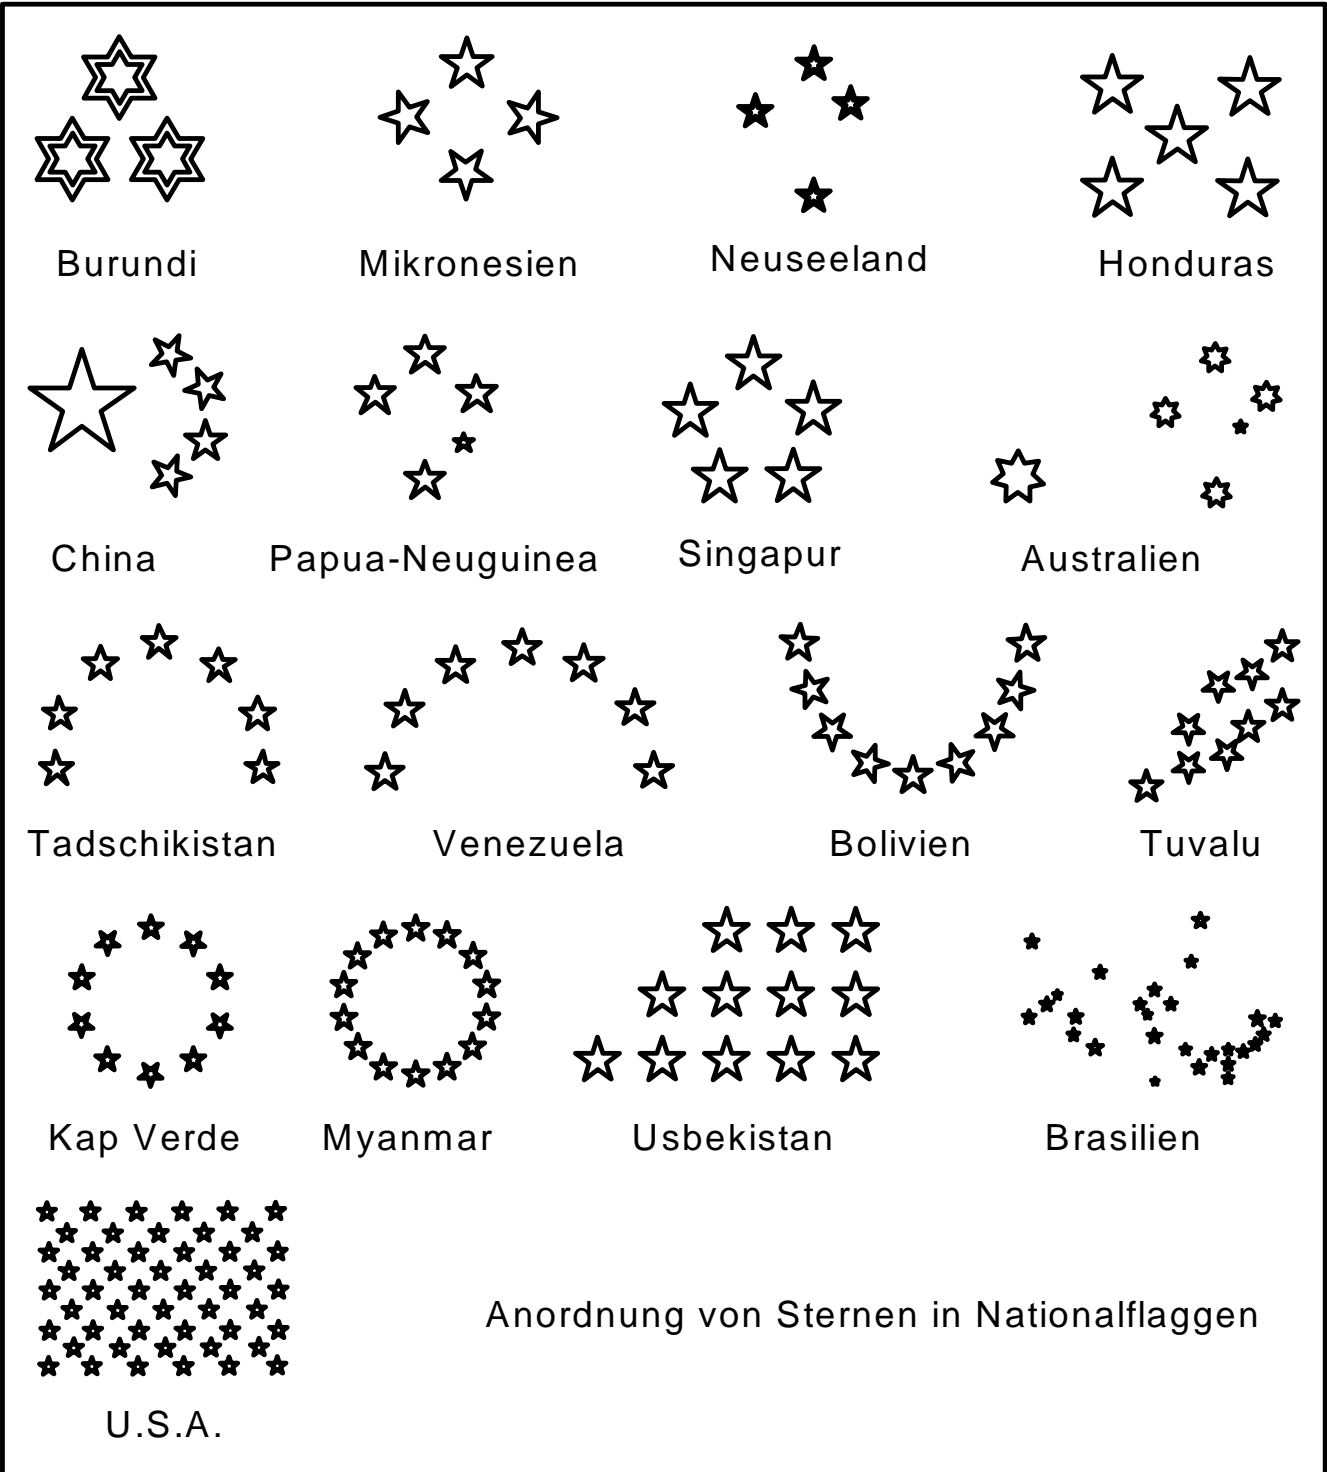 Burundi
Mikronesien
Neuseeland
Honduras
China
Papua-Neuguinea
Singapur
Australien
Tadschikistan
Venezuela
Bolivien
Tuvalu
Kap Verde
Myanmar
Usbekistan
Brasilien
Anordnung von Sternen in Nationalflaggen
U.S.A.